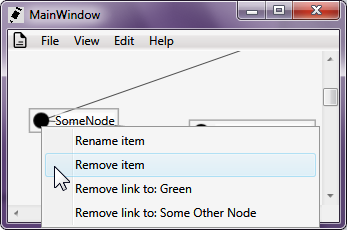 MainWindow
File View Edit Help
SomeNode
Rename item
Remove item
Remove link to: Green
Remove link to: Some Other Node